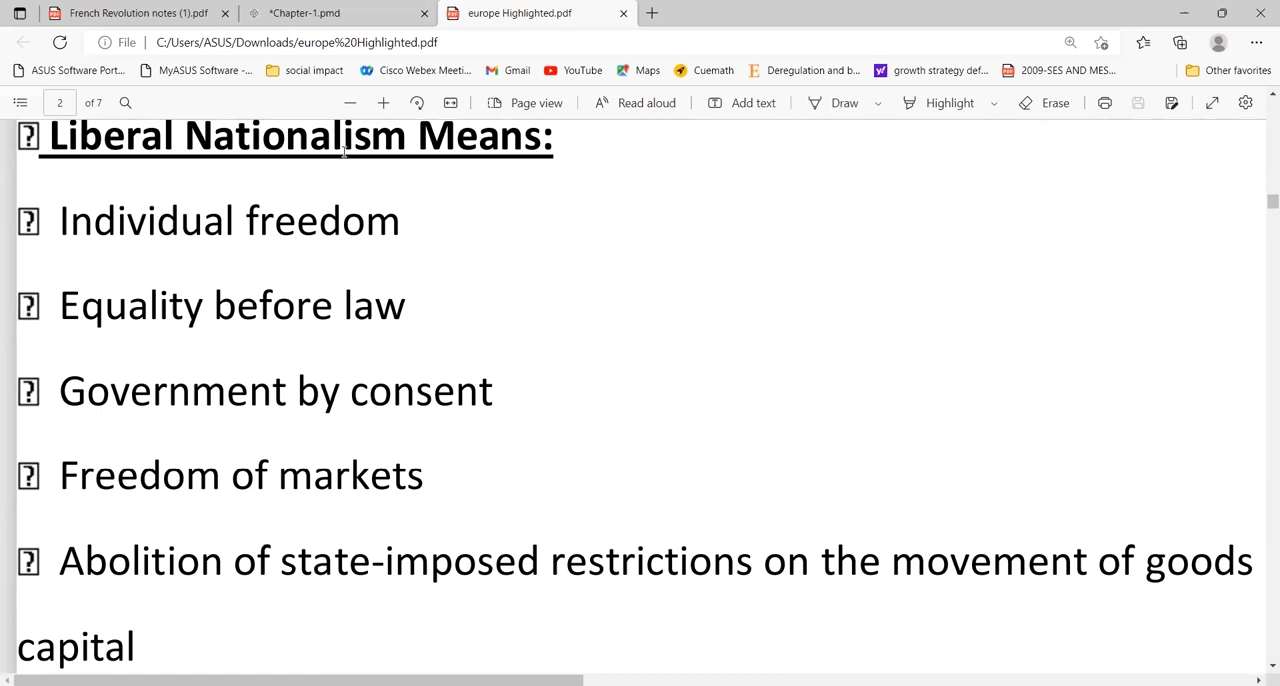 French Revolution notes (1).pdf
*Chapter-1.pmd
europe Highlighted.pdf
File C:/Users/ASUS/Downloads/europe%20Highlighted.pdf
ASUS Software Port... MyASUS Software -... social impact Cisco Webex Meeti... Gmail YouTube Maps Cuemath Deregulation and b... growth strategy def... 2009-SES AND MES... Other favorites
2 of 7 Page view Read aloud Add text Draw Highlight Erase
Liberal Nationalism Means:
Individual freedom
Equality before law
Government by consent
Freedom of markets
Abolition of state-imposed restrictions on the movement of goods
capital